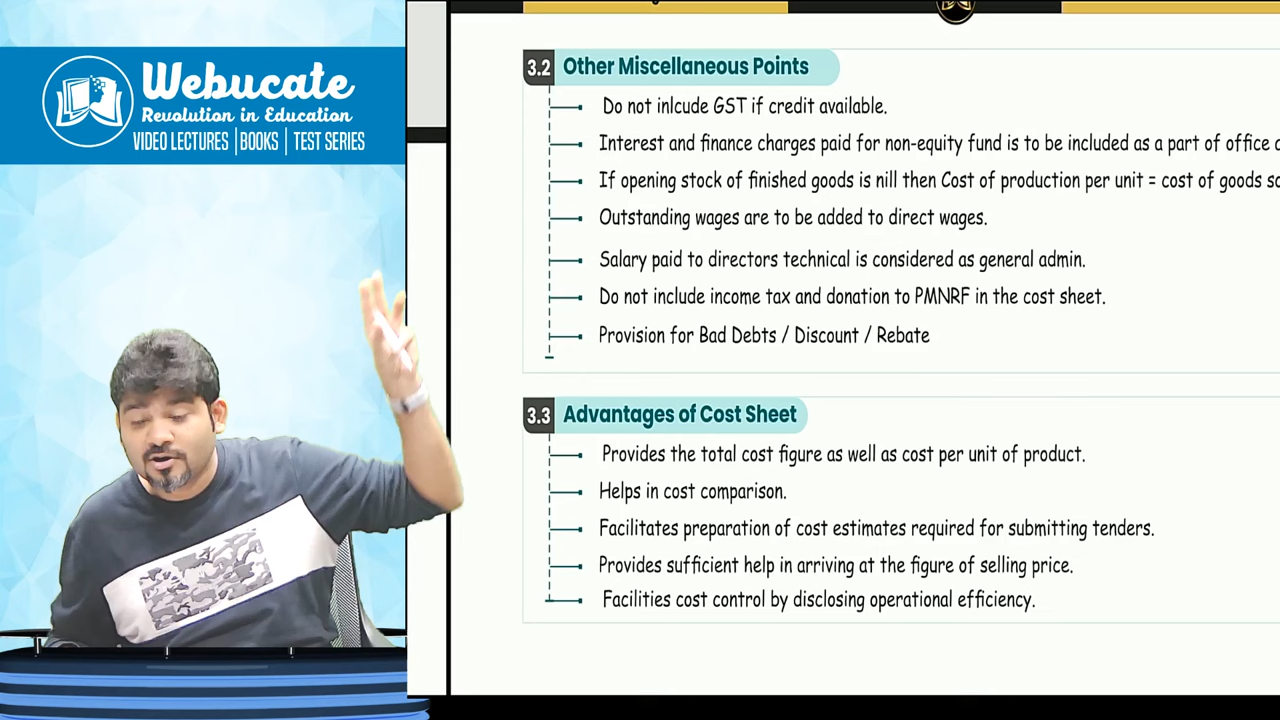 Webucate
Revolution in Education
VIDEO LECTURES | BOOKS | TEST SERIES
3.2 Other Miscellaneous Points
Do not inlcude GST if credit available.
Interest and finance charges paid for non-equity fund is to be included as a part of office
If opening stock of finished goods is nill then Cost of production per unit = cost of goods
Outstanding wages are to be added to direct wages.
Salary paid to directors technical is considered as general admin.
Do not include income tax and donation to PMNRF in the cost sheet.
Provision for Bad Debts / Discount / Rebate
3.3 Advantages of Cost Sheet
Provides the total cost figure as well as cost per unit of product.
Helps in cost comparison.
Facilitates preparation of cost estimates required for submitting tenders.
Provides sufficient help in arriving at the figure of selling price.
Facilities cost control by disclosing operational efficiency.